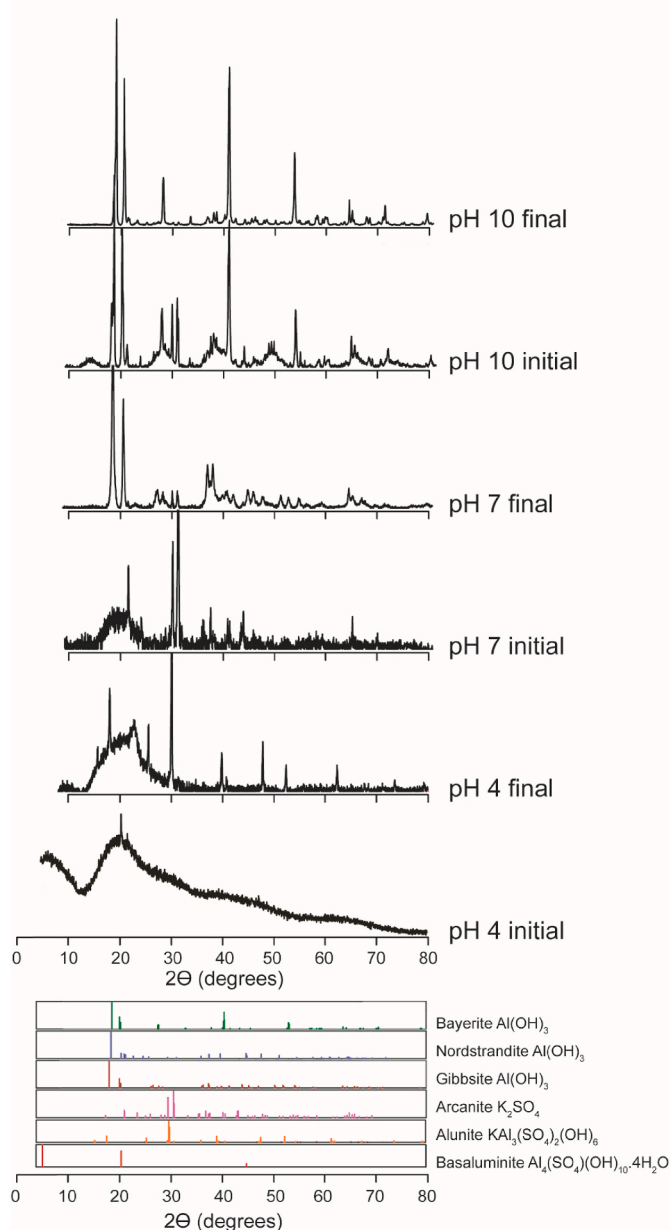 pH 10 final
pH 10 initial
pH 7 final
pH 7 initial
pH 4 final
pH 4 initial
0 10 20 30 40 50 60 70 80
2Ɵ (degrees)
Bayerite Al(OH)₃
Nordstrandite Al(OH)₃
Gibbsite Al(OH)₃
Arcanite K₂SO₄
Alunite KAl₃(SO₄)₂(OH)₆
Basaluminite Al₄(SO₄)(OH)₁₀.4H₂O
0 10 20 30 40 50 60 70 80
2Ɵ (degrees)